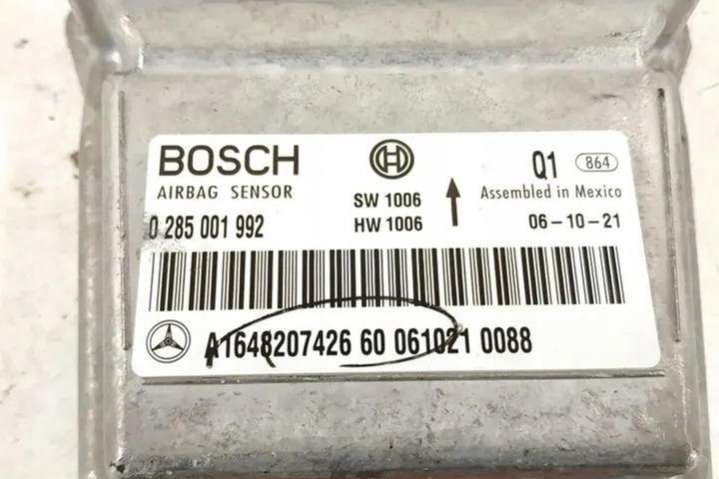 BOSCH
Q1 864
AIRBAG SENSOR
SW 1006
Assembled in Mexico
0 285 001 992
HW 1006
06-10-21
A1648207426 60 061021 0088